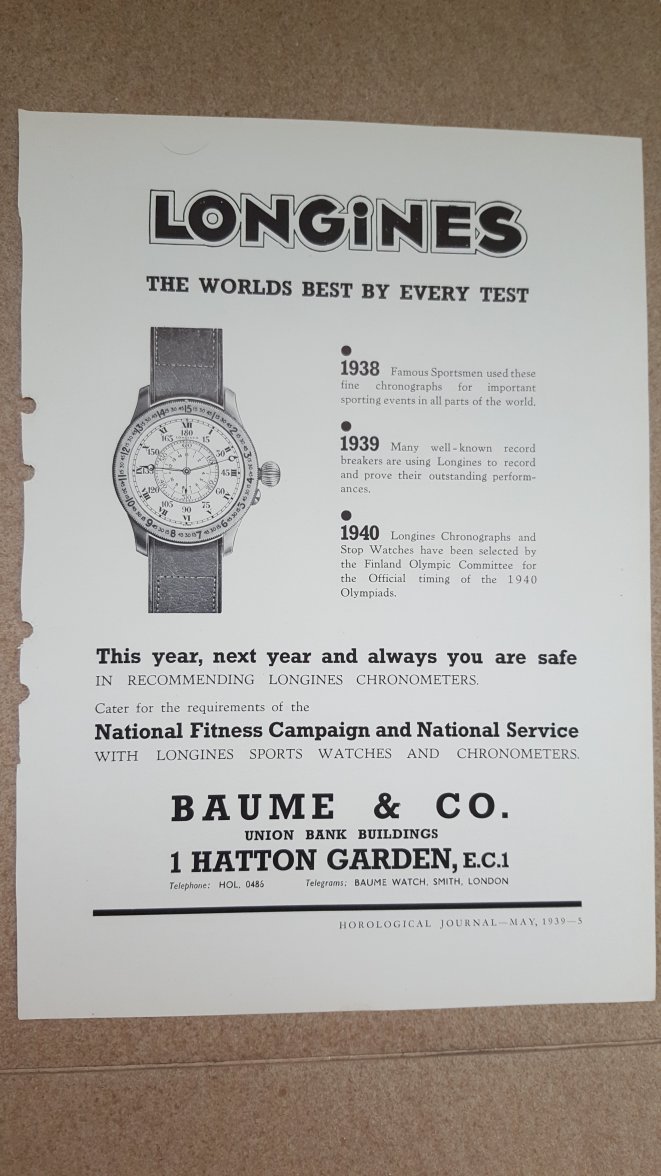 LONGiNES
THE WORLDS BEST BY EVERY TEST
1938 Famous Sportsmen used these
fine chronographs for important
sporting events in all parts of the world.
1939 Many well-known record
breakers are using Longines to record
and prove their outstanding perform-
ances.
1940 Longines Chronographs and
Stop Watches have been selected by
the Finland Olympic Committee for
the Official timing of the 1940
Olympiads.
This year, next year and always you are safe
IN RECOMMENDING LONGINES CHRONOMETERS.
Cater for the requirements of the
National Fitness Campaign and National Service
WITH LONGINES SPORTS WATCHES AND CHRONOMETERS.
BAUME & CO.
UNION BANK BUILDINGS
1 HATTON GARDEN, E.C.1
Telephone: HOL. 0486 Telegrams: BAUME WATCH, SMITH, LONDON
HOROLOGICAL JOURNAL—MAY, 1939—5